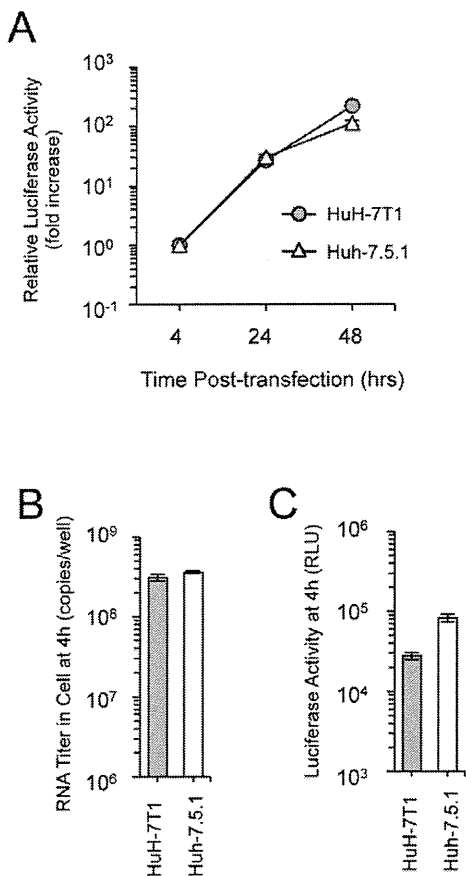 A
Relative Luciferase Activity
(fold increase)
10³
10²
10¹
10⁰
10⁻¹
HuH-7T1
Huh-7.5.1
4 24 48
Time Post-transfection (hrs)
B
RNA Titer in Cell at 4h (copies/well)
10⁹
10⁸
10⁷
10⁶
HuH-7T1
Huh-7.5.1
C
Luciferase Activity at 4h (RLU)
10⁶
10⁵
10⁴
10³
HuH-7T1
Huh-7.5.1